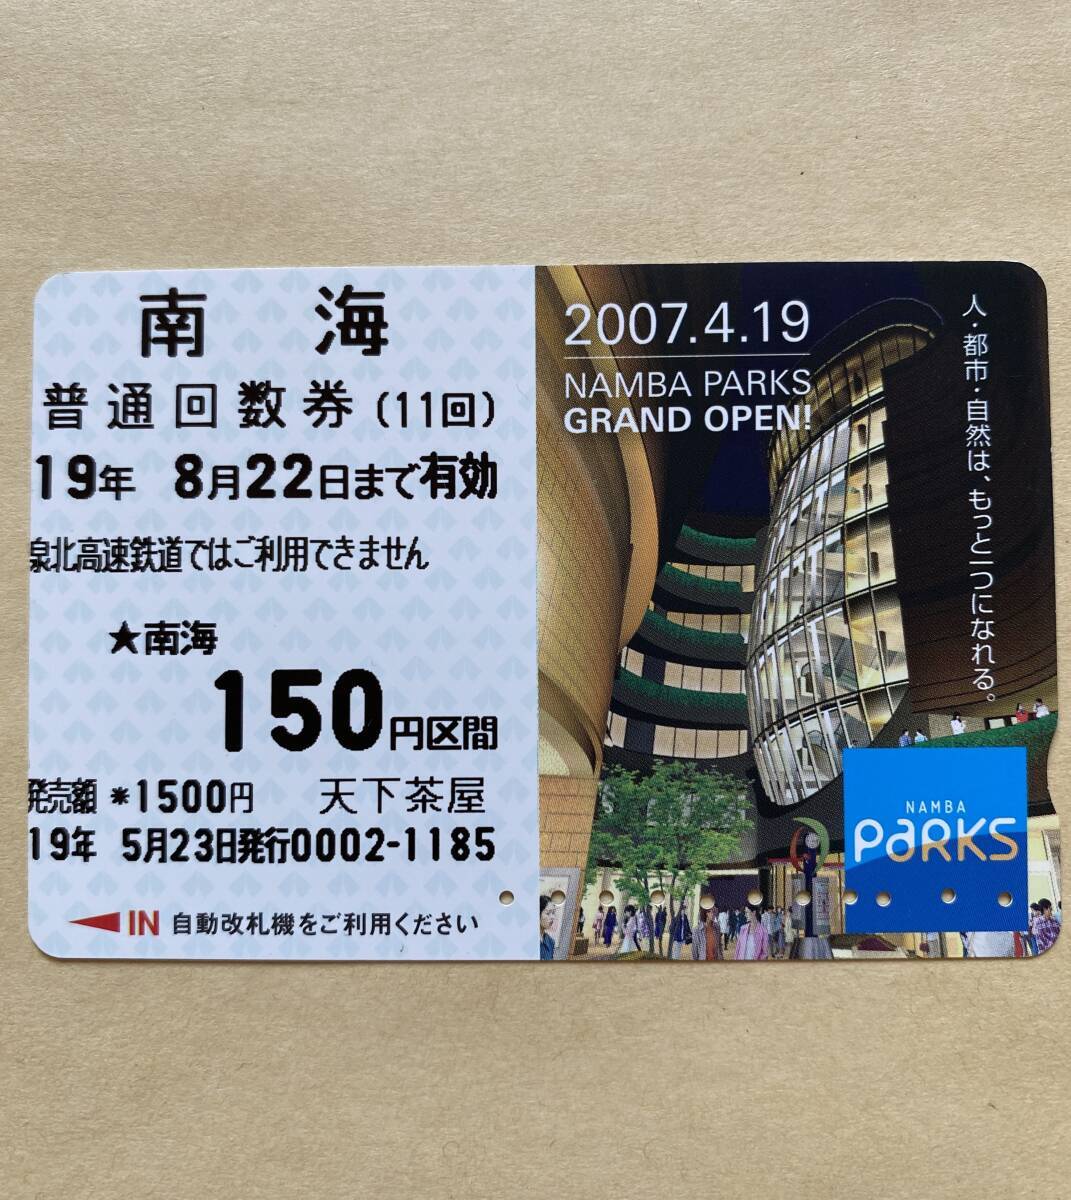 南 海
普通回数券(11回)
19年 8月22日まで有効
泉北高速鉄道ではご利用できません
★南海
150円区間
発売額 *1500円 天下茶屋
19年 5月23日発行0002-1185
IN 自動改札機をご利用ください
2007.4.19
NAMBA PARKS
GRAND OPEN!
人・都市・自然は、もっと一つになれる。
NAMBA
PARKS